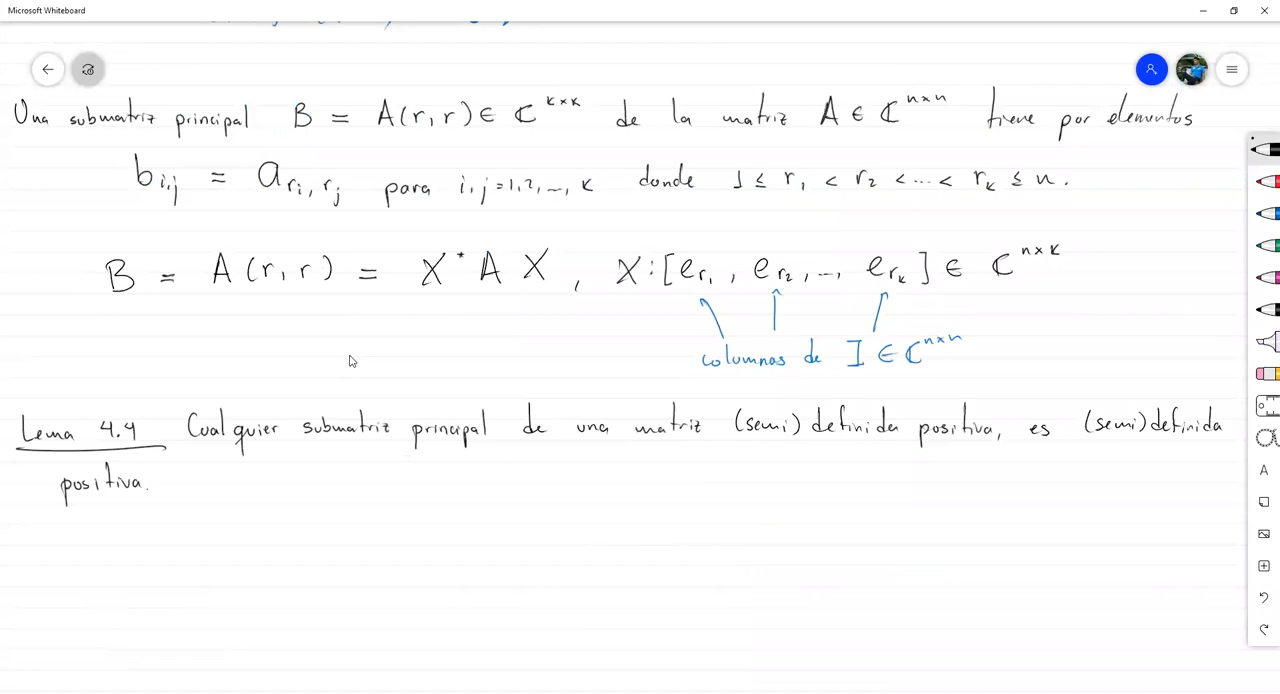 Microsoft Whiteboard
Una submatriz principal B = A(r,r) ∈ ℂ^{k×k} de la matriz A ∈ ℂ^{n×n} tiene por elementos
b_{i,j} = a_{r_i, r_j} para i,j=1,2,...,k donde 1 ≤ r_1 < r_2 < ... < r_k ≤ n.
B = A(r,r) = X^* A X, X:[e_{r_1}, e_{r_2}, ..., e_{r_k}] ∈ ℂ^{n×k}
columnas de I ∈ ℂ^{n×n}
Lema 4.4 Cualquier submatriz principal de una matriz (semi)definida positiva, es (semi)definida
positiva.
A